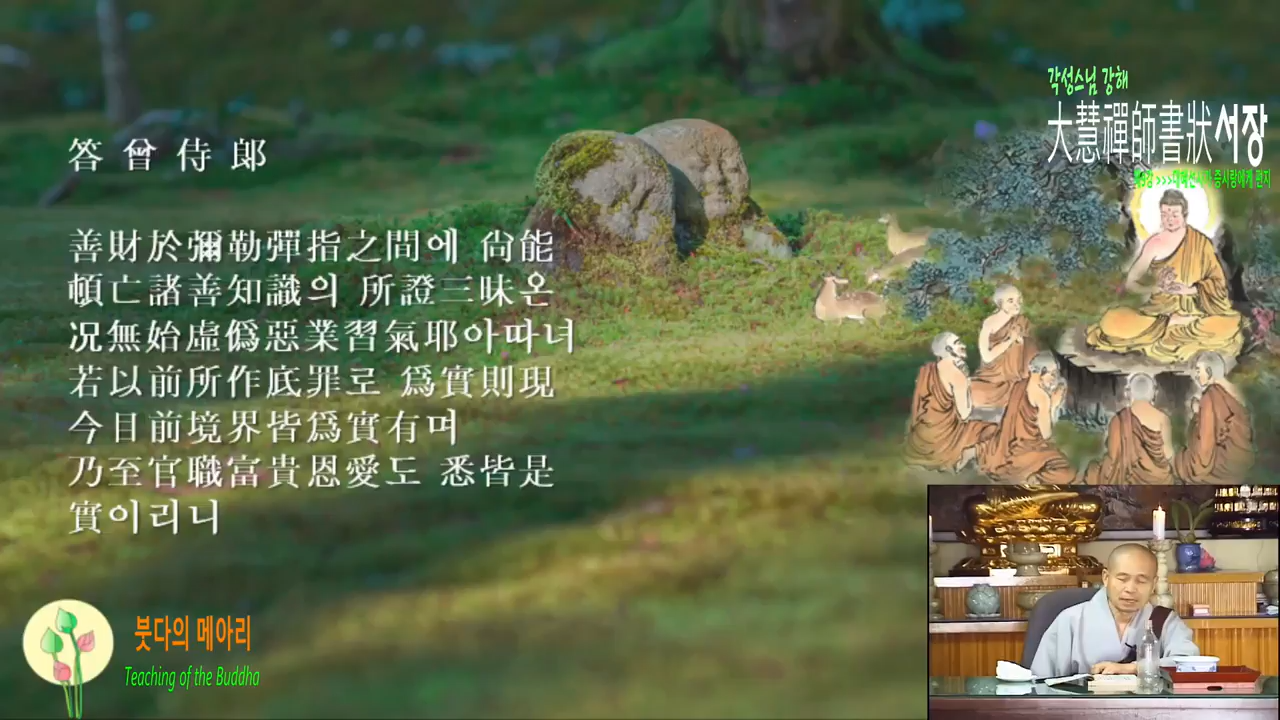 答曾侍郞
善財於彌勒彈指之間에 尙能
頓亡諸善知識의 所證三昧온
况無始虛僞惡業習氣耶아따녀
若以前所作底罪로 爲實則現
今目前境界皆爲實有며
乃至官職富貴恩愛도 悉皆是
實이리니
각성스님 강해
大慧禪師書狀서장
붓다의 메아리
Teaching of the Buddha